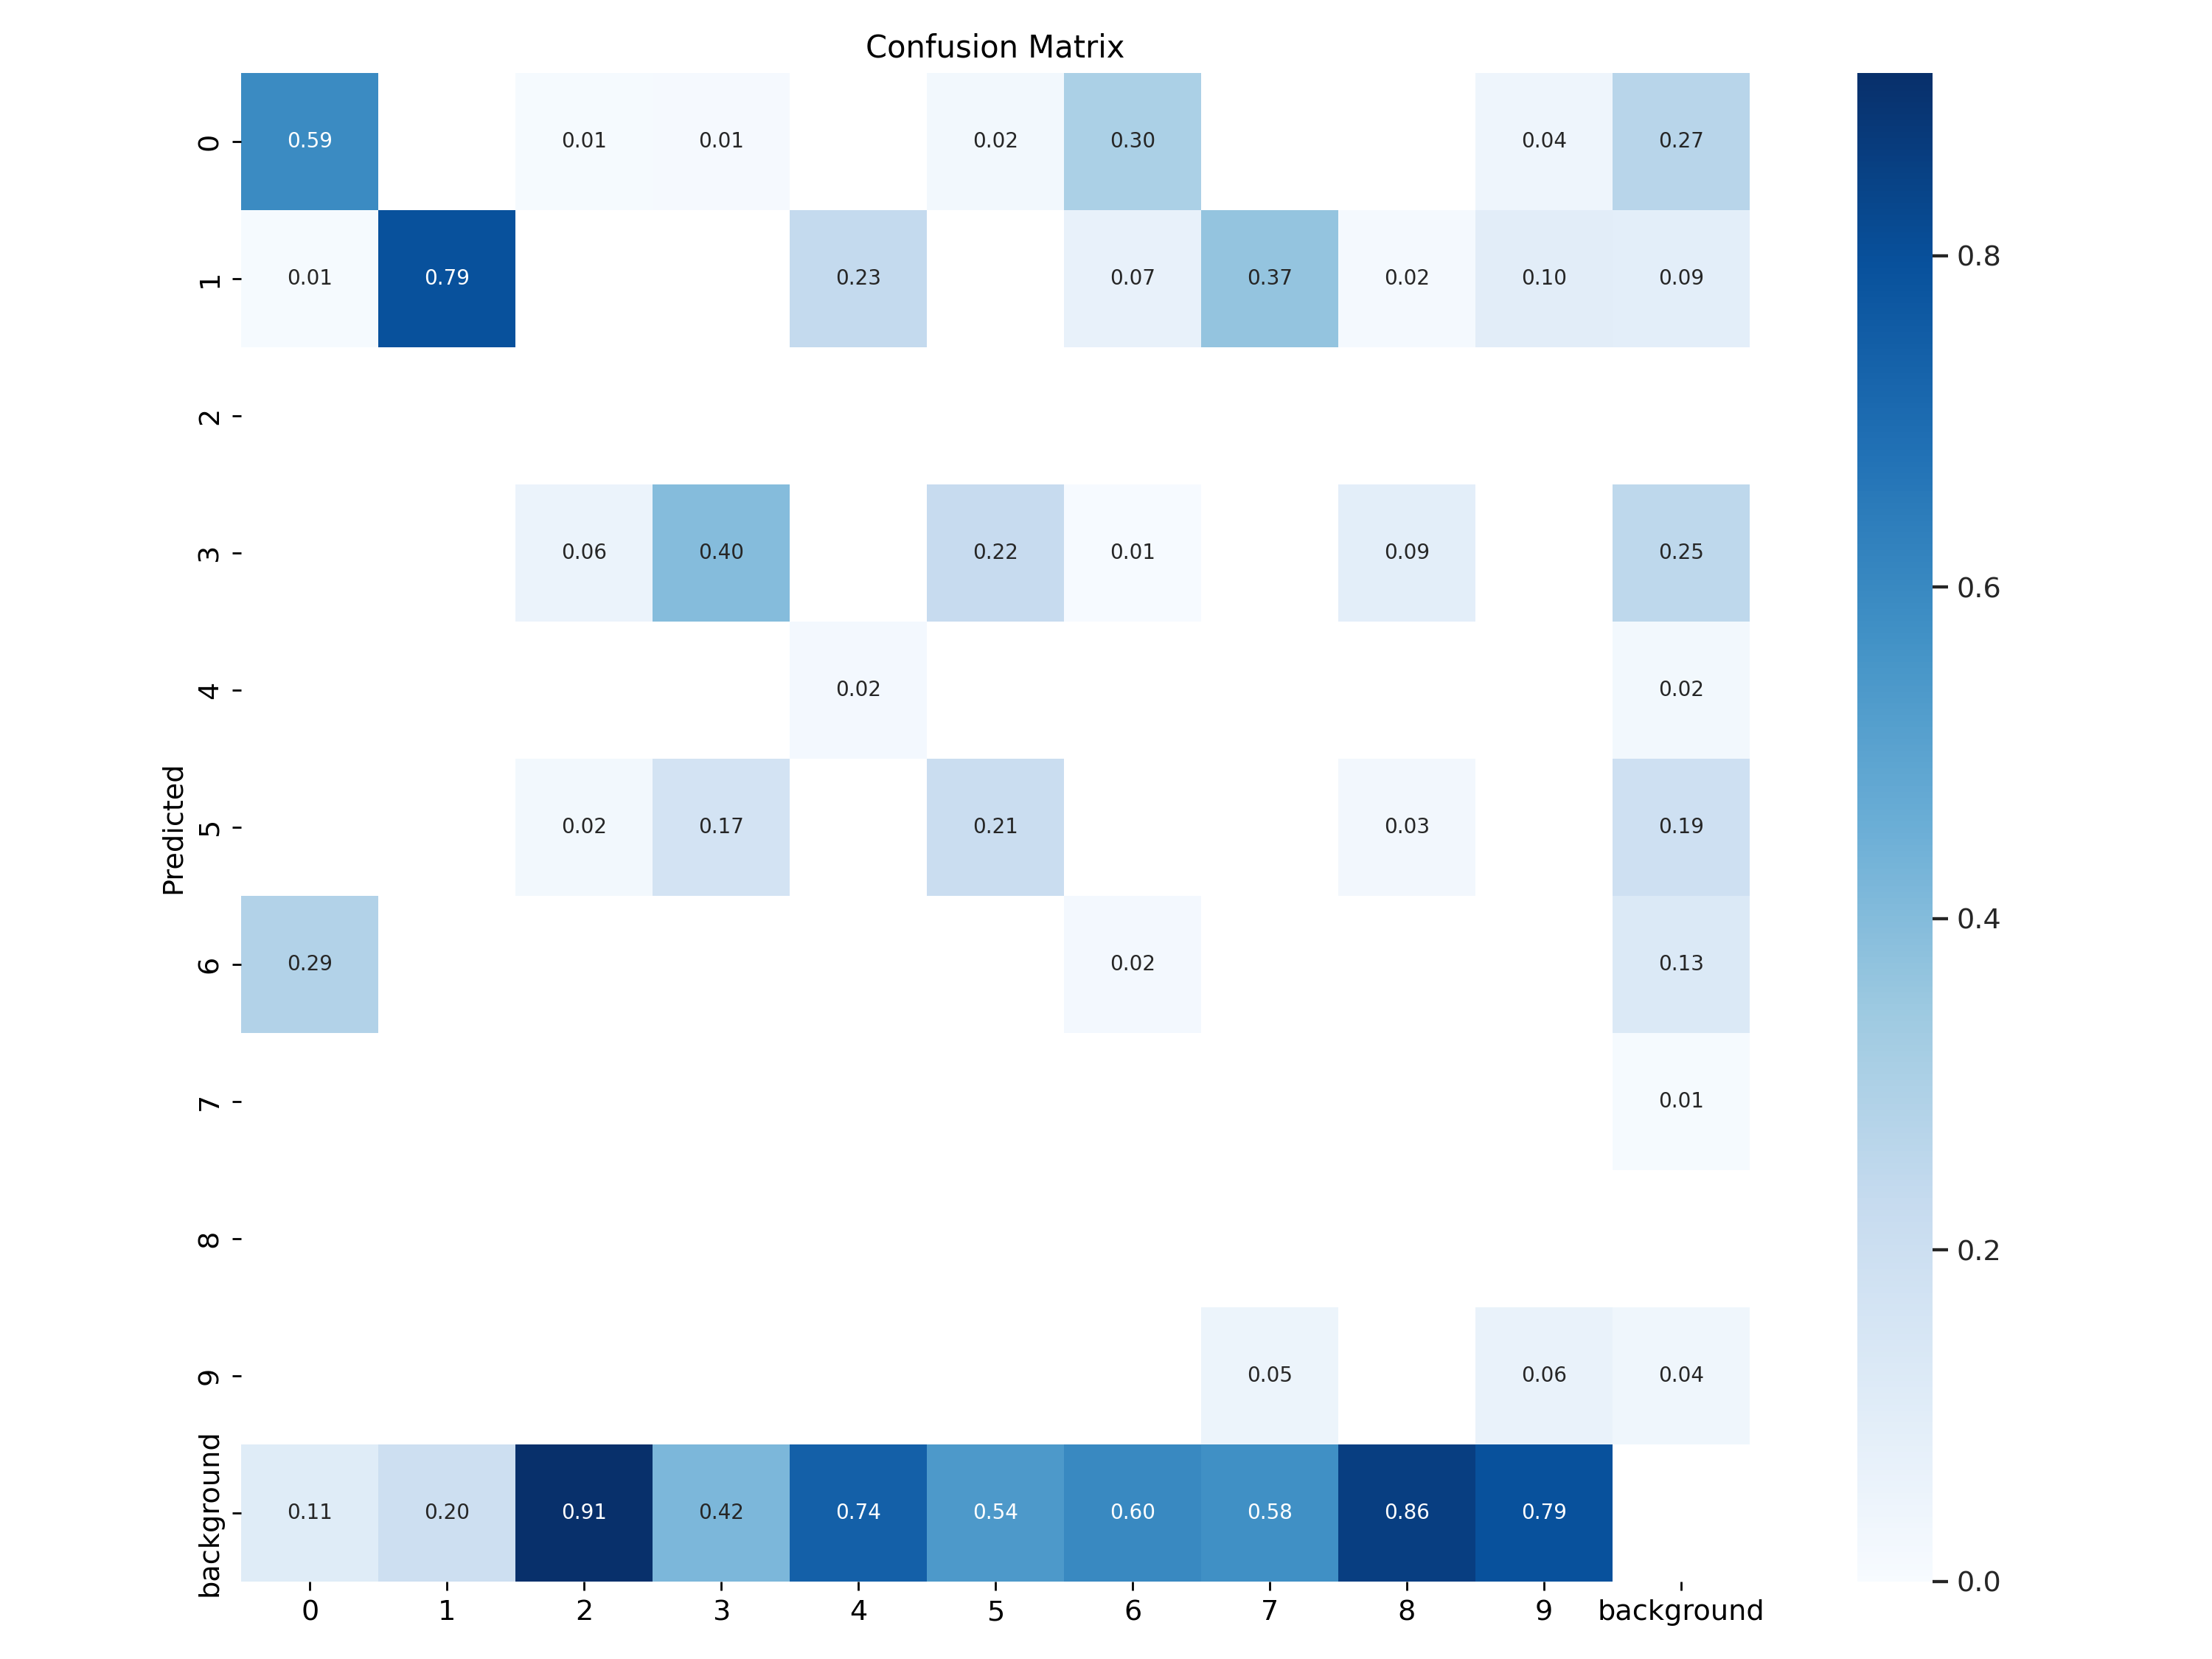 Confusion Matrix
0 0.59 0.01 0.01 0.02 0.30 0.04 0.27
1 0.01 0.79 0.23 0.07 0.37 0.02 0.10 0.09
2
3 0.06 0.40 0.22 0.01 0.09 0.25
4 0.02 0.02
5 0.02 0.17 0.21 0.03 0.19
6 0.29 0.02 0.13
7 0.01
8
9 0.05 0.06 0.04
background 0.11 0.20 0.91 0.42 0.74 0.54 0.60 0.58 0.86 0.79
0 1 2 3 4 5 6 7 8 9 background
Predicted
0.8
0.6
0.4
0.2
0.0